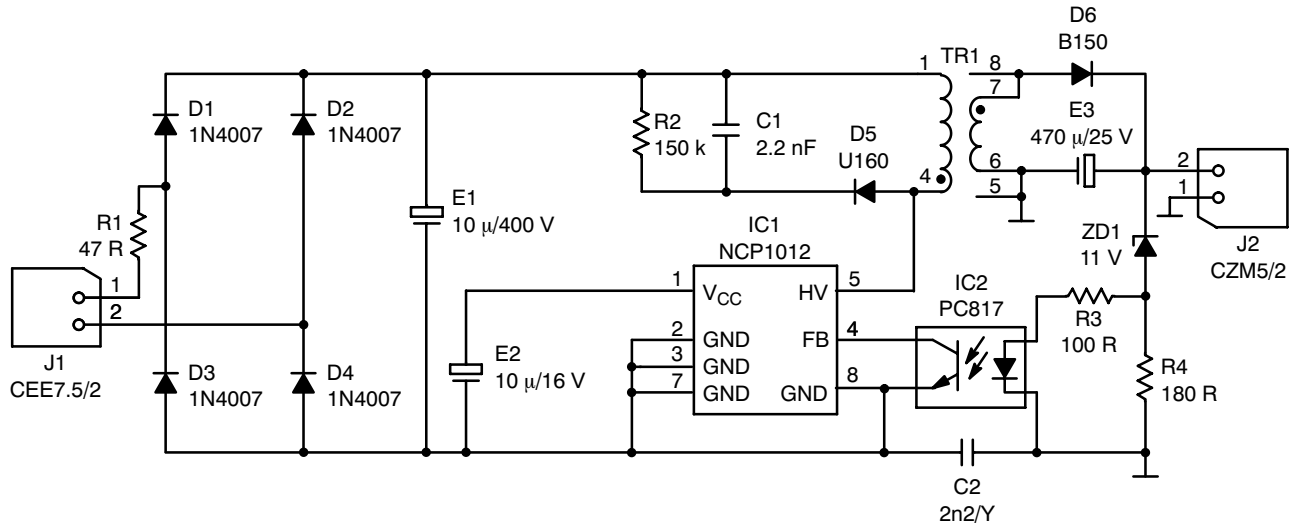 D6
B150
TR1
1
8
7
D1
1N4007
D2
1N4007
R2
150 k
C1
2.2 nF
D5
U160
E3
470 μ/25 V
4
6
5
2
1
J2
CZM5/2
R1
47 R
E1
10 μ/400 V
IC1
NCP1012
ZD1
11 V
1
2
J1
CEE7.5/2
1
VCC
HV
5
2
GND
FB
4
3
GND
7
GND
GND
8
IC2
PC817
R3
100 R
E2
10 μ/16 V
D3
1N4007
D4
1N4007
R4
180 R
C2
2n2/Y